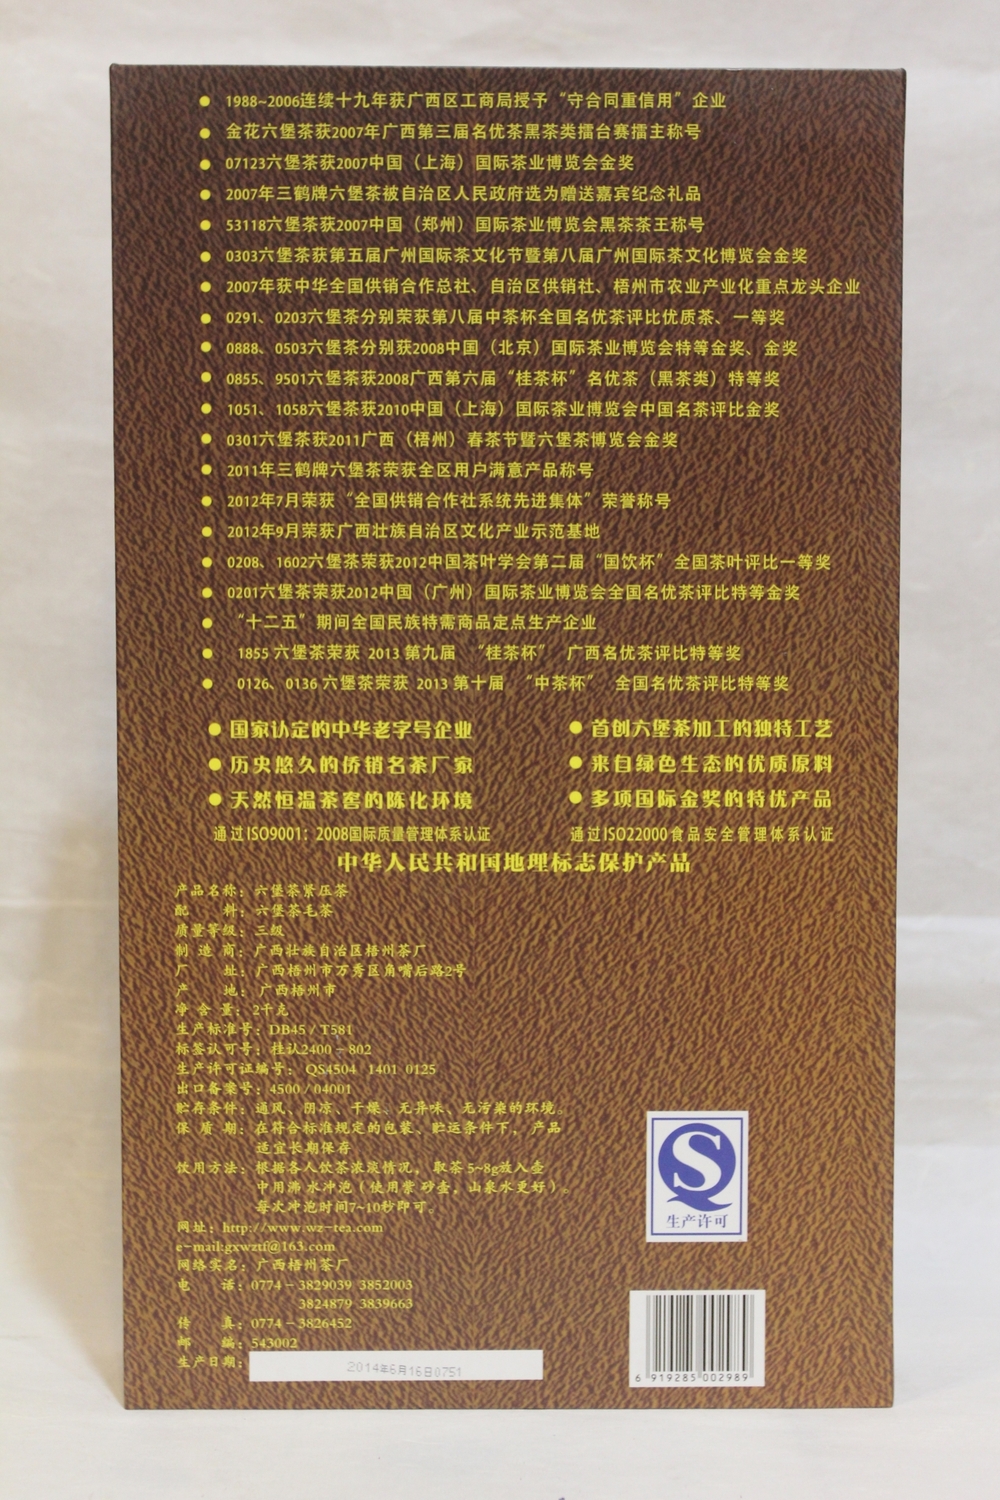 ● 1988~2006连续十九年获广西区工商局授予“守合同重信用”企业
● 金花六堡茶获2007年广西第三届名优茶黑茶类擂台赛擂主称号
● 07123六堡茶获2007中国（上海）国际茶业博览会金奖
● 2007年三鹤牌六堡茶被自治区人民政府选为赠送嘉宾纪念礼品
● 53118六堡茶获2007中国（郑州）国际茶业博览会黑茶茶王称号
● 0303六堡茶获第五届广州国际茶文化节暨第八届广州国际茶文化博览会金奖
● 2007年获中华全国供销合作总社、自治区供销社、梧州市农业产业化重点龙头企业
● 0291、0203六堡茶分别荣获第八届中茶杯全国名优茶评比优质茶、一等奖
● 0888、0503六堡茶分别获2008中国（北京）国际茶业博览会特等金奖、金奖
● 0855、9501六堡茶获2008广西第六届“桂茶杯”名优茶（黑茶类）特等奖
● 1051、1058六堡茶获2010中国（上海）国际茶业博览会中国名茶评比金奖
● 0301六堡茶获2011广西（梧州）春茶节暨六堡茶博览会金奖
● 2011年三鹤牌六堡茶荣获全区用户满意产品称号
● 2012年7月荣获“全国供销合作社系统先进集体”荣誉称号
● 2012年9月荣获广西壮族自治区文化产业示范基地
● 0208、1602六堡茶荣获2012中国茶叶学会第二届“国饮杯”全国茶叶评比一等奖
● 0201六堡茶荣获2012中国（广州）国际茶业博览会全国名优茶评比特等金奖
● “十二五”期间全国民族特需商品定点生产企业
● 1855 六堡茶荣获 2013 第九届 “桂茶杯” 广西名优茶评比特等奖
● 0126、0136 六堡茶荣获 2013 第十届 “中茶杯” 全国名优茶评比特等奖
● 国家认定的中华老字号企业 ● 首创六堡茶加工的独特工艺
● 历史悠久的侨销名茶厂家 ● 来自绿色生态的优质原料
● 天然恒温茶窖的陈化环境 ● 多项国际金奖的特优产品
通过ISO9001：2008国际质量管理体系认证 通过ISO22000食品安全管理体系认证
中华人民共和国地理标志保护产品
产品名称：六堡茶紧压茶
配 料：六堡茶毛茶
质量等级：三级
制 造 商：广西壮族自治区梧州茶厂
厂 址：广西梧州市万秀区角嘴后路2号
产 地：广西梧州市
净 含 量：2千克
生产标准号：DB45 / T581
标签认可号：桂认2400 - 802
生产许可证编号： QS4504 1401 0125
出口备案号：4500 / 04001
贮存条件：通风、阴凉、干燥、无异味、无污染的环境。
保 质 期：在符合标准规定的包装、贮运条件下，产品
适宜长期保存
饮用方法：根据各人饮茶浓淡情况，取茶 5~8g放入壶
中用沸水冲泡（使用紫砂壶，山泉水更好）。
每次冲泡时间7~10秒即可。
网址：http://www.wz-tea.com
e-mail:gxwztf@163.com
网络实名：广西梧州茶厂
电 话：0774 - 3829039 3852003
3824879 3839663
传 真：0774 - 3826452
邮 编：543002
生产日期：2014年6月16日0751
QS
生产许可
6 919285 002989